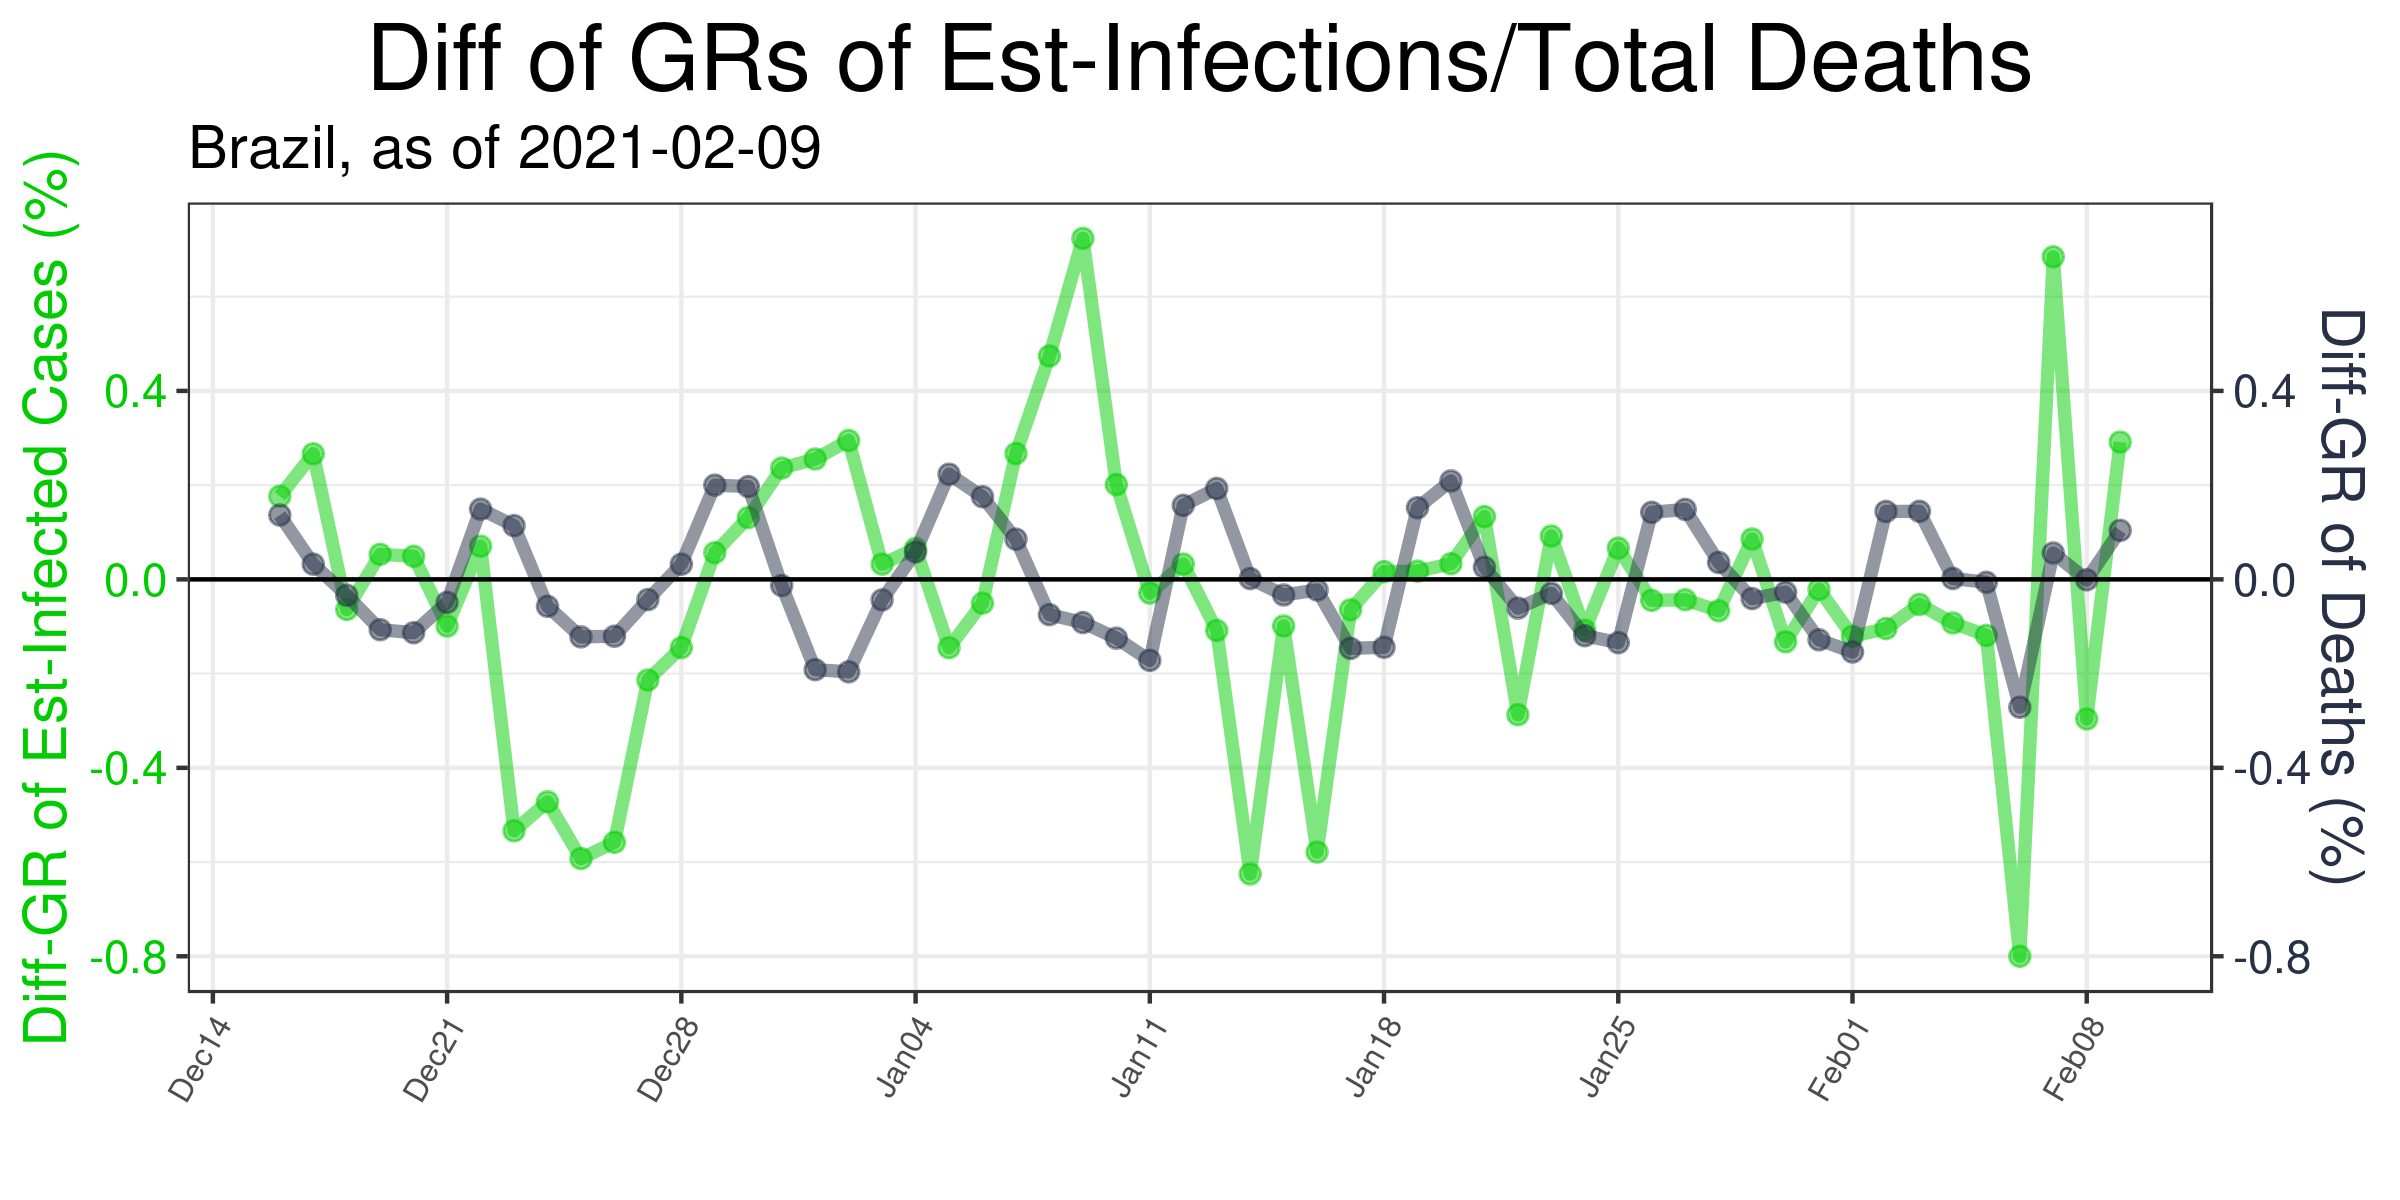 Diff of GRs of Est-Infections/Total Deaths
Brazil, as of 2021-02-09
Diff-GR of Est-Infected Cases (%)
0.4
0.0
-0.4
-0.8
0.4
0.0
-0.4
-0.8
Diff-GR of Deaths (%)
Dec14
Dec21
Dec28
Jan04
Jan11
Jan18
Jan25
Feb01
Feb08